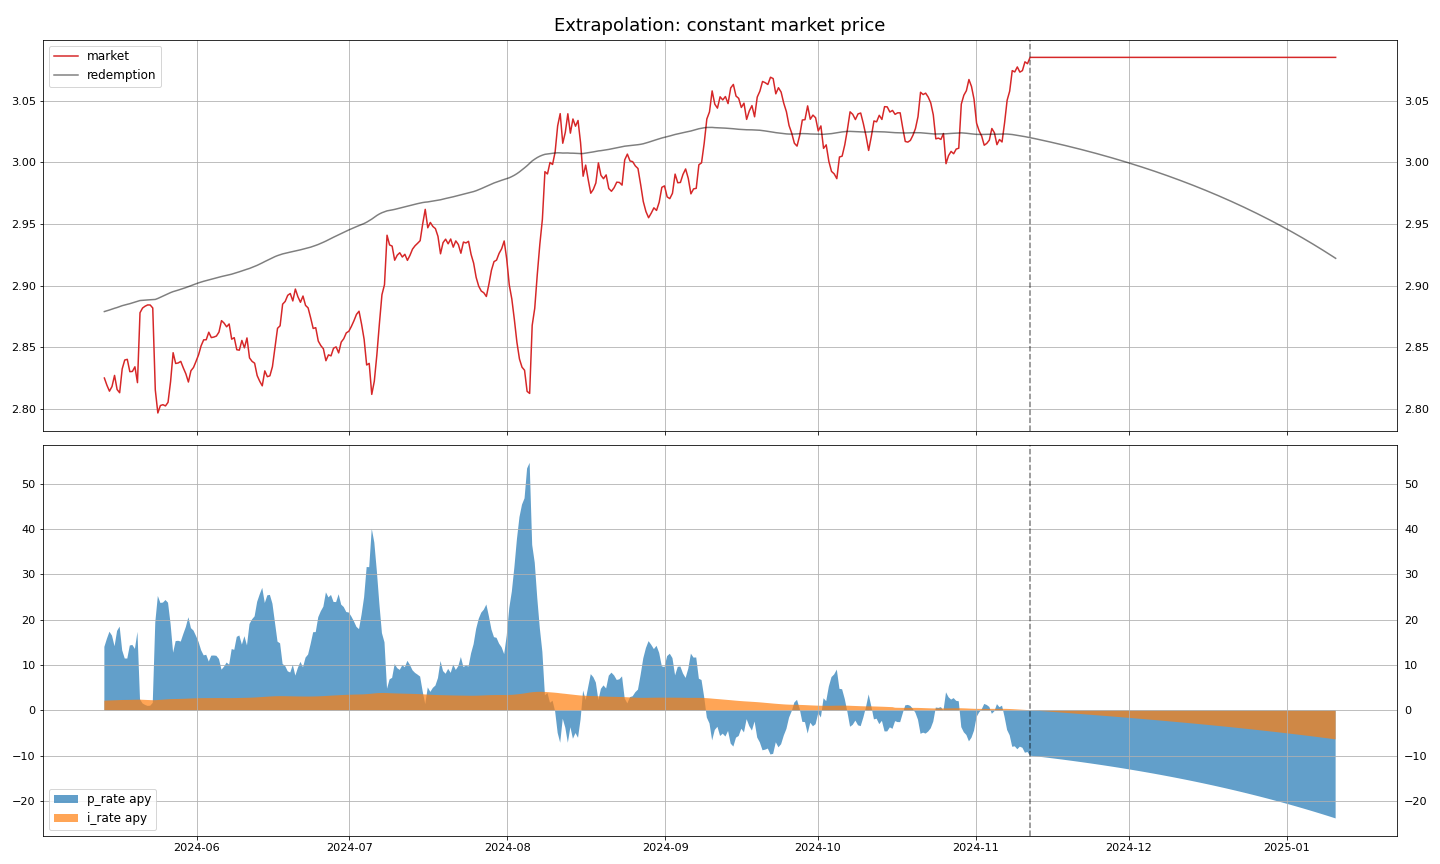 Extrapolation: constant market price
market
redemption
3.05 3.05
3.00 3.00
2.95 2.95
2.90 2.90
2.85 2.85
2.80 2.80
50 50
40 40
30 30
20 20
10 10
0 0
−10 −10
−20 −20
p_rate apy
i_rate apy
2024-06 2024-07 2024-08 2024-09 2024-10 2024-11 2024-12 2025-01